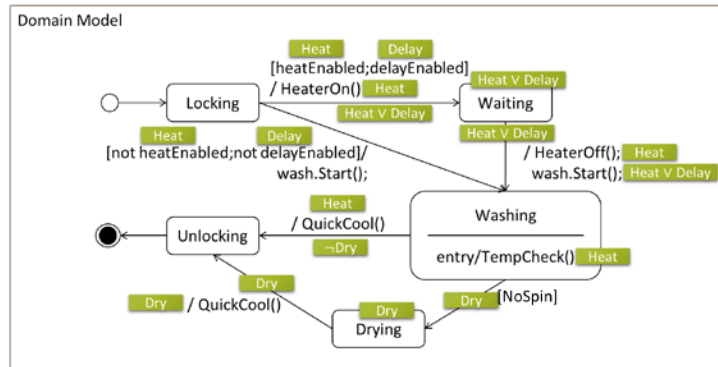 Domain Model
Heat Delay
[heatEnabled;delayEnabled]
/ HeaterOn() Heat
Heat V Delay
Heat V Delay
Locking
Waiting
Heat V Delay
Heat Delay
[not heatEnabled;not delayEnabled]/
wash.Start();
/ HeaterOff(); Heat
wash.Start(); Heat V Delay
Heat
/ QuickCool()
¬Dry
Washing
entry/TempCheck() Heat
Unlocking
Dry
Dry / QuickCool()
Dry [NoSpin]
Dry
Drying